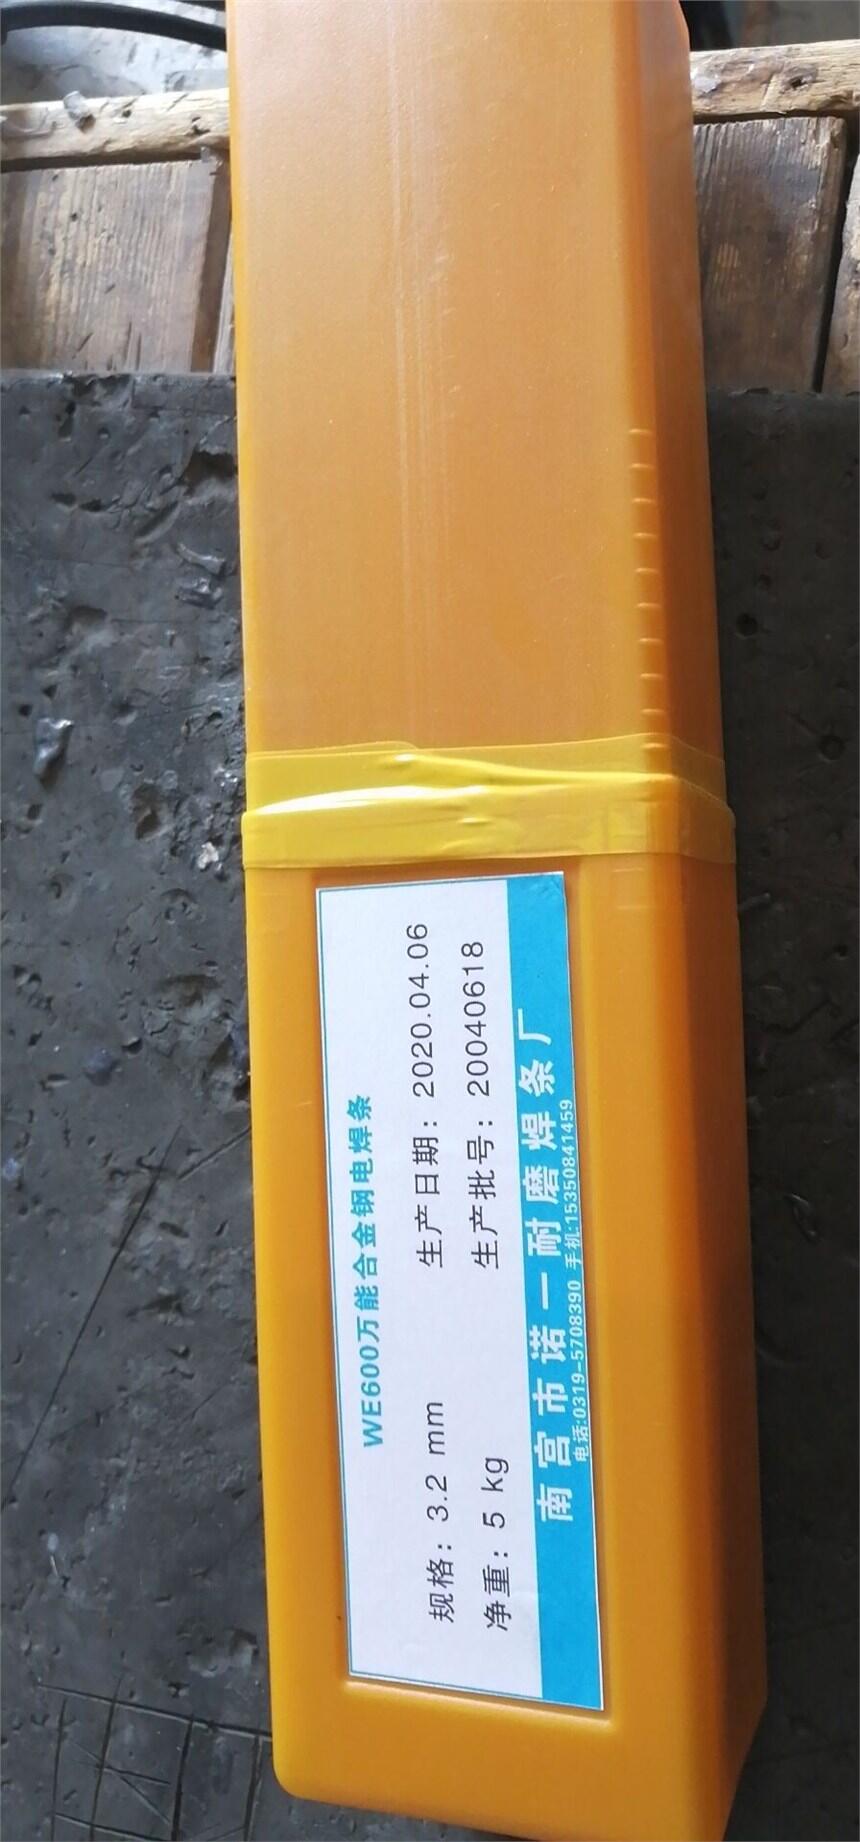 WE600万能合金钢电焊条
规格：3.2 mm 生产日期：2020.04.06
净重：5 kg 生产批号：20040618
南宫市诺一耐磨焊条厂
电话:0319-5708390 手机:15350841459